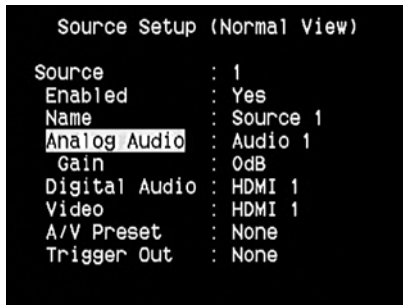 Source Setup (Normal View)
Source : 1
Enabled : Yes
Name : Source 1
Analog Audio : Audio 1
Gain : 0dB
Digital Audio : HDMI 1
Video : HDMI 1
A/V Preset : None
Trigger Out : None